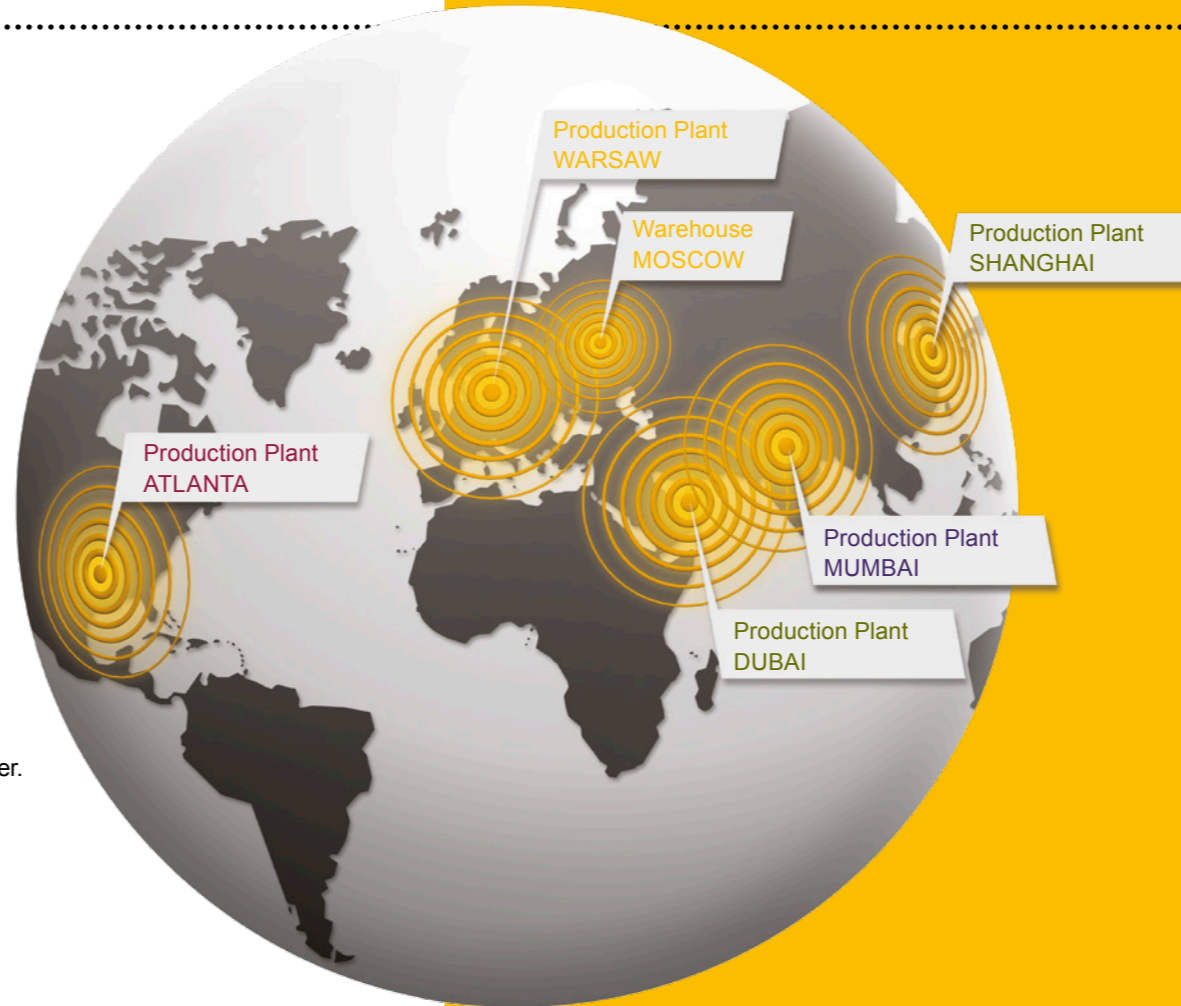 Production Plant
WARSAW
Warehouse
MOSCOW
Production Plant
SHANGHAI
Production Plant
ATLANTA
Production Plant
MUMBAI
Production Plant
DUBAI
er.